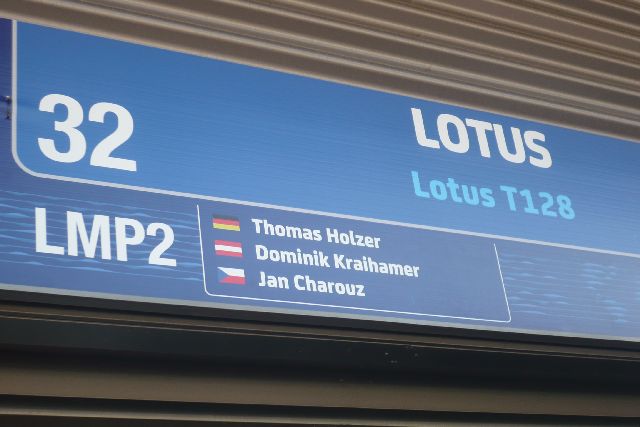 32
LOTUS
Lotus T128
LMP2
Thomas Holzer
Dominik Kraihamer
Jan Charouz